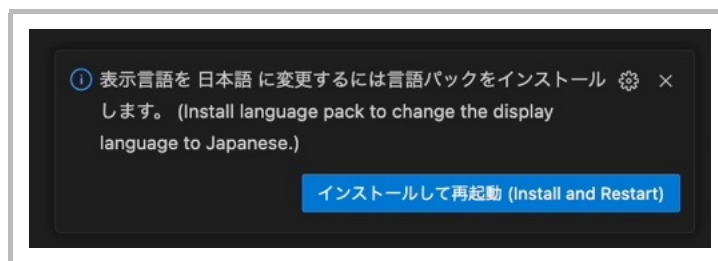 表示言語を 日本語 に変更するには言語パックをインストール
します。 (Install language pack to change the display
language to Japanese.)
インストールして再起動 (Install and Restart)